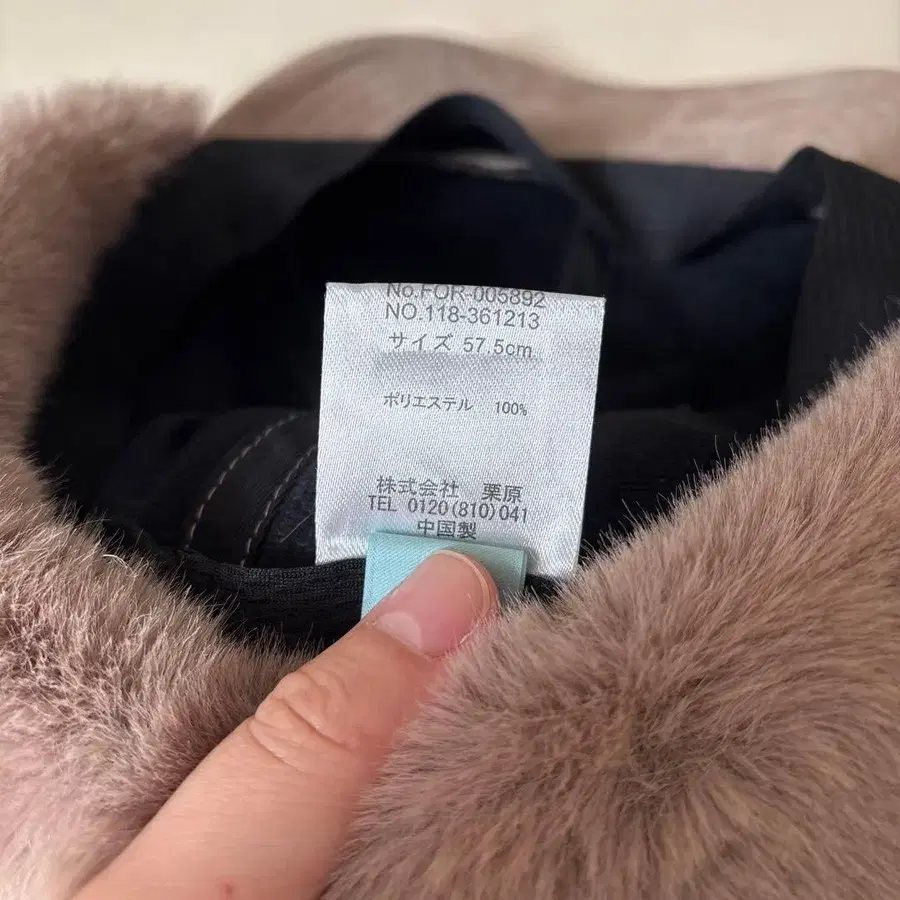 No.FOR-005892
NO.118-361213
サイズ 57.5cm
ポリエステル 100%
株式会社 栗原
TEL 0120(810)041
中国製